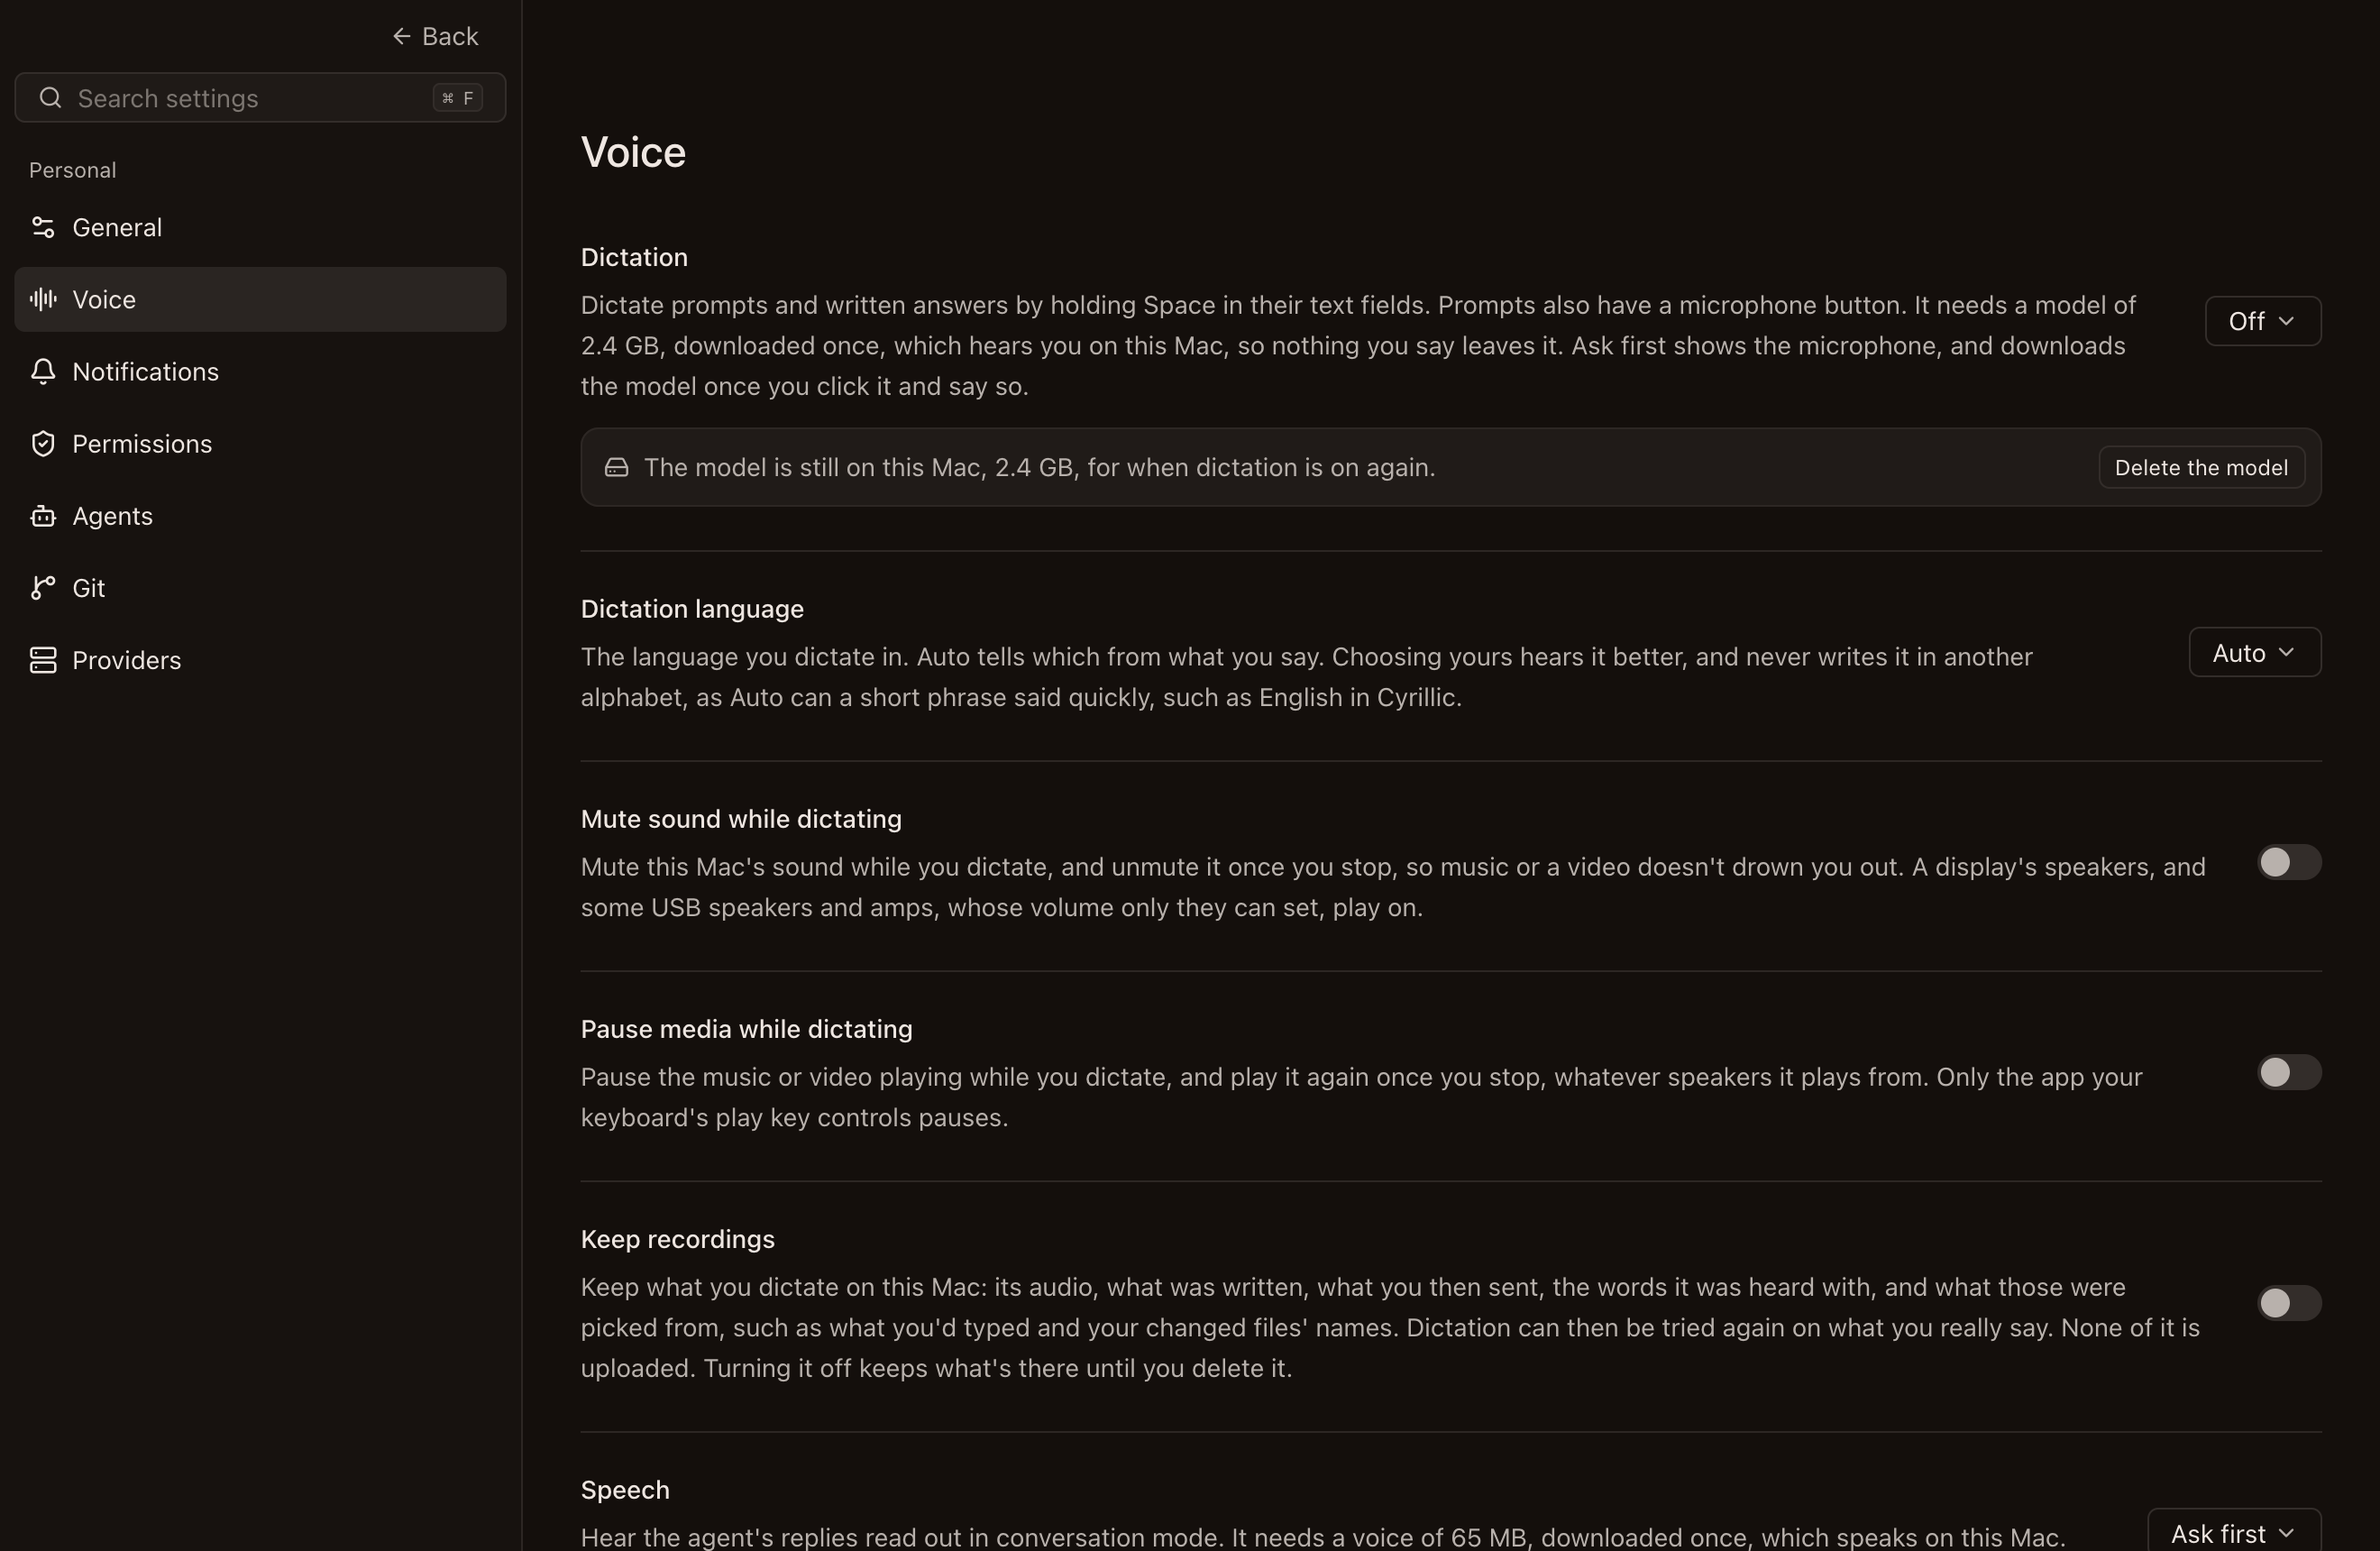 Back
Search settings
⌘ F
Personal
General
Voice
Notifications
Permissions
Agents
Git
Providers
Voice
Dictation
Dictate prompts and written answers by holding Space in their text fields. Prompts also have a microphone button. It needs a model of
2.4 GB, downloaded once, which hears you on this Mac, so nothing you say leaves it. Ask first shows the microphone, and downloads
the model once you click it and say so.
Off
The model is still on this Mac, 2.4 GB, for when dictation is on again.
Delete the model
Dictation language
The language you dictate in. Auto tells which from what you say. Choosing yours hears it better, and never writes it in another
alphabet, as Auto can a short phrase said quickly, such as English in Cyrillic.
Auto
Mute sound while dictating
Mute this Mac's sound while you dictate, and unmute it once you stop, so music or a video doesn't drown you out. A display's speakers, and
some USB speakers and amps, whose volume only they can set, play on.
Pause media while dictating
Pause the music or video playing while you dictate, and play it again once you stop, whatever speakers it plays from. Only the app your
keyboard's play key controls pauses.
Keep recordings
Keep what you dictate on this Mac: its audio, what was written, what you then sent, the words it was heard with, and what those were
picked from, such as what you'd typed and your changed files' names. Dictation can then be tried again on what you really say. None of it is
uploaded. Turning it off keeps what's there until you delete it.
Speech
Hear the agent's replies read out in conversation mode. It needs a voice of 65 MB, downloaded once, which speaks on this Mac.
Ask first